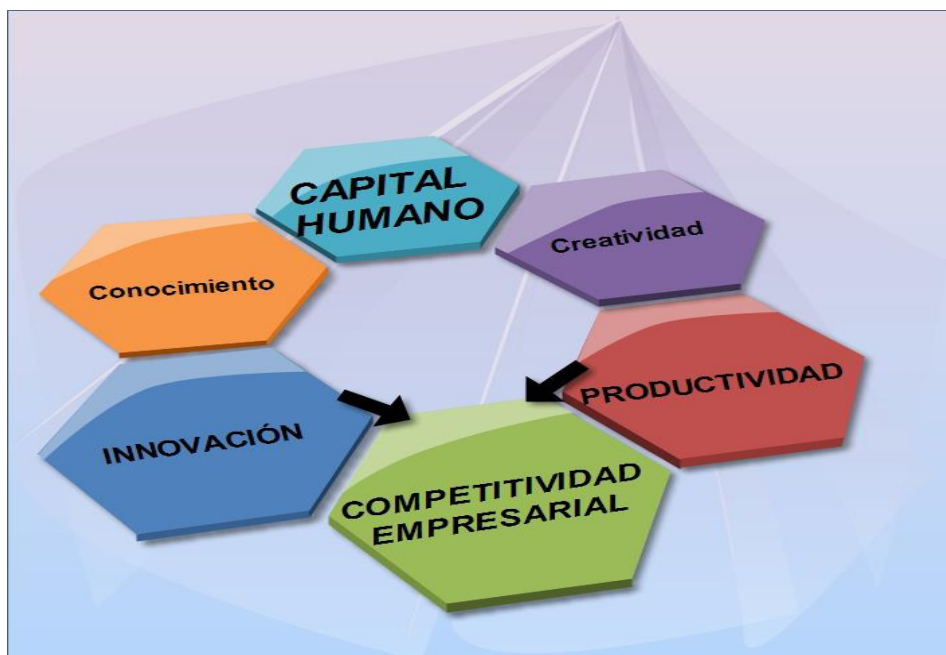 CAPITAL
HUMANO
Creatividad
Conocimiento
PRODUCTIVIDAD
INNOVACIÓN
COMPETITIVIDAD
EMPRESARIAL